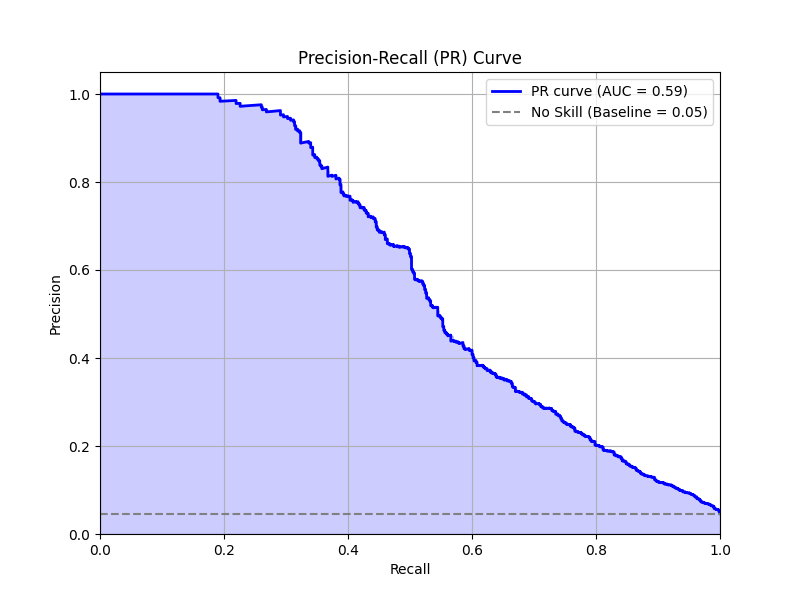 Precision-Recall (PR) Curve
PR curve (AUC = 0.59)
No Skill (Baseline = 0.05)
Precision
1.0
0.8
0.6
0.4
0.2
0.0
0.0 0.2 0.4 0.6 0.8 1.0
Recall